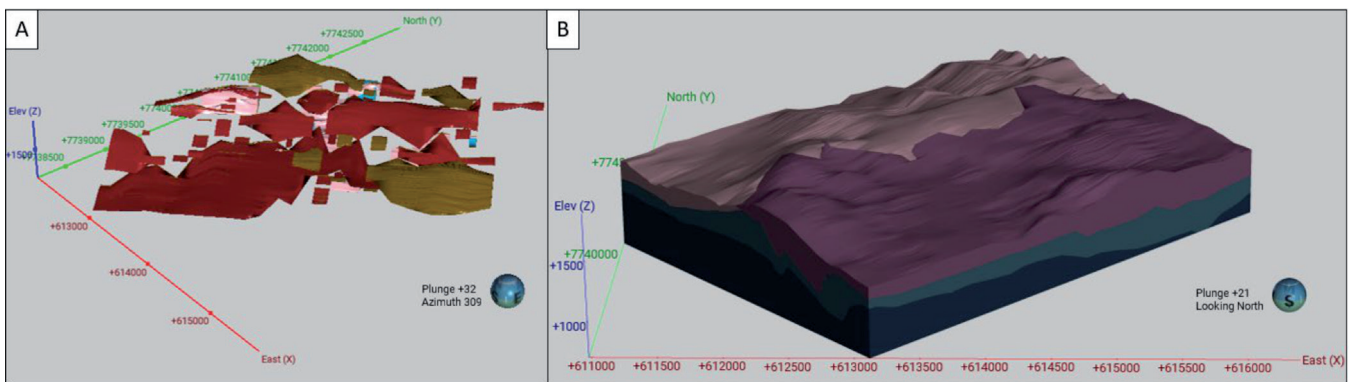 A
North (Y)
+7742500
+7742000
+7739500
+7739000
Elev (Z)
+613000
+614000
+615000
East (X)
Plunge +32
Azimuth 309
B
North (Y)
Elev (Z)
+7740000
+1500
+1000
Plunge +21
Looking North
S
+611000 +611500 +612000 +612500 +613000 +613500 +614000 +614500 +615000 +615500 +616000 East (X)